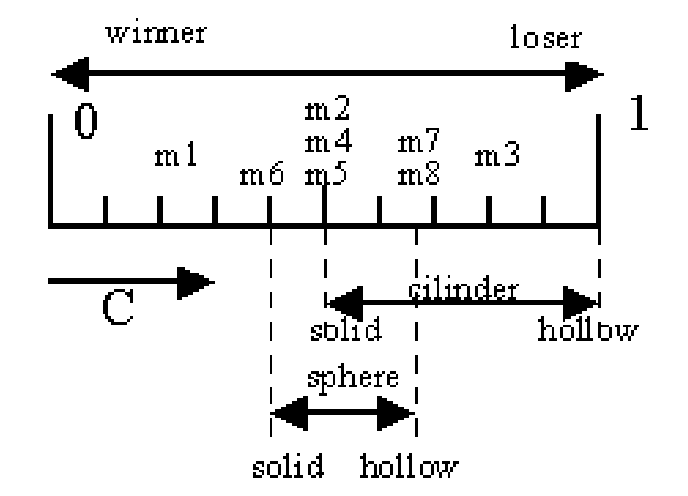 winner loser
0 1
m2
m1 m4 m7 m3
m6 m5 m8
C cilinder
solid hollow
sphere
solid hollow